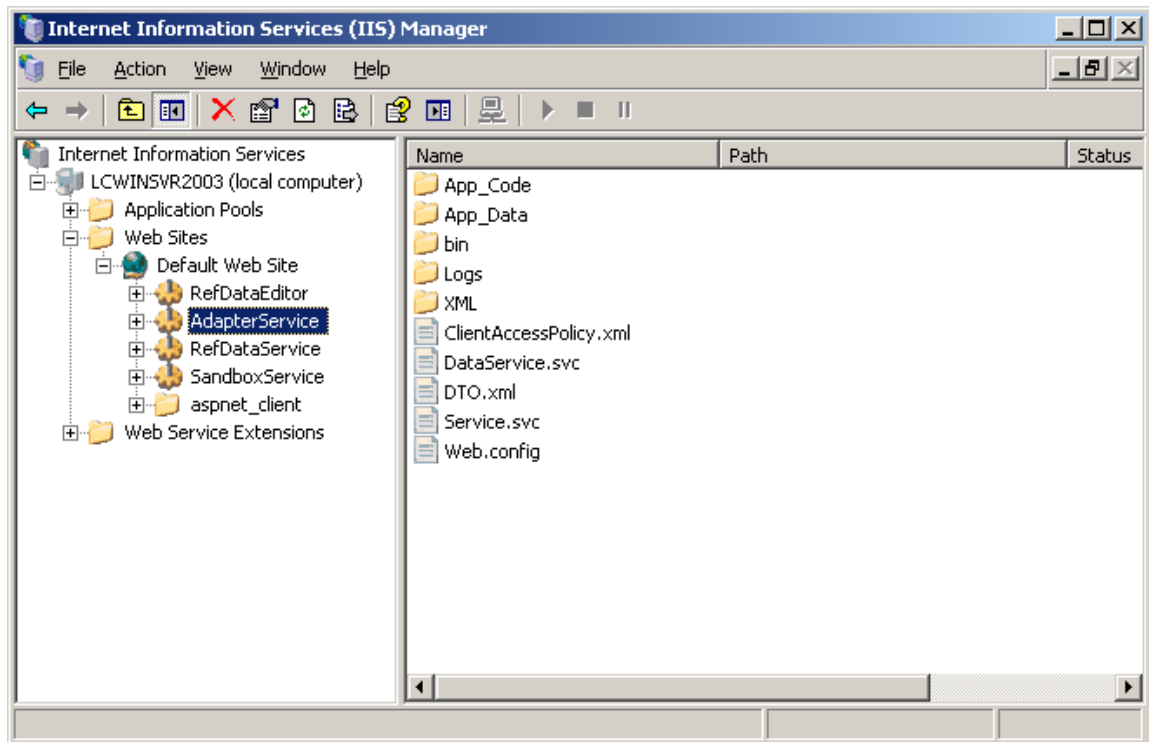 Internet Information Services (IIS) Manager
File Action View Window Help
Internet Information Services
LCWINSVR2003 (local computer)
Application Pools
Web Sites
Default Web Site
RefDataEditor
AdapterService
RefDataService
SandboxService
aspnet_client
Web Service Extensions
Name Path Status
App_Code
App_Data
bin
Logs
XML
ClientAccessPolicy.xml
DataService.svc
DTO.xml
Service.svc
Web.config